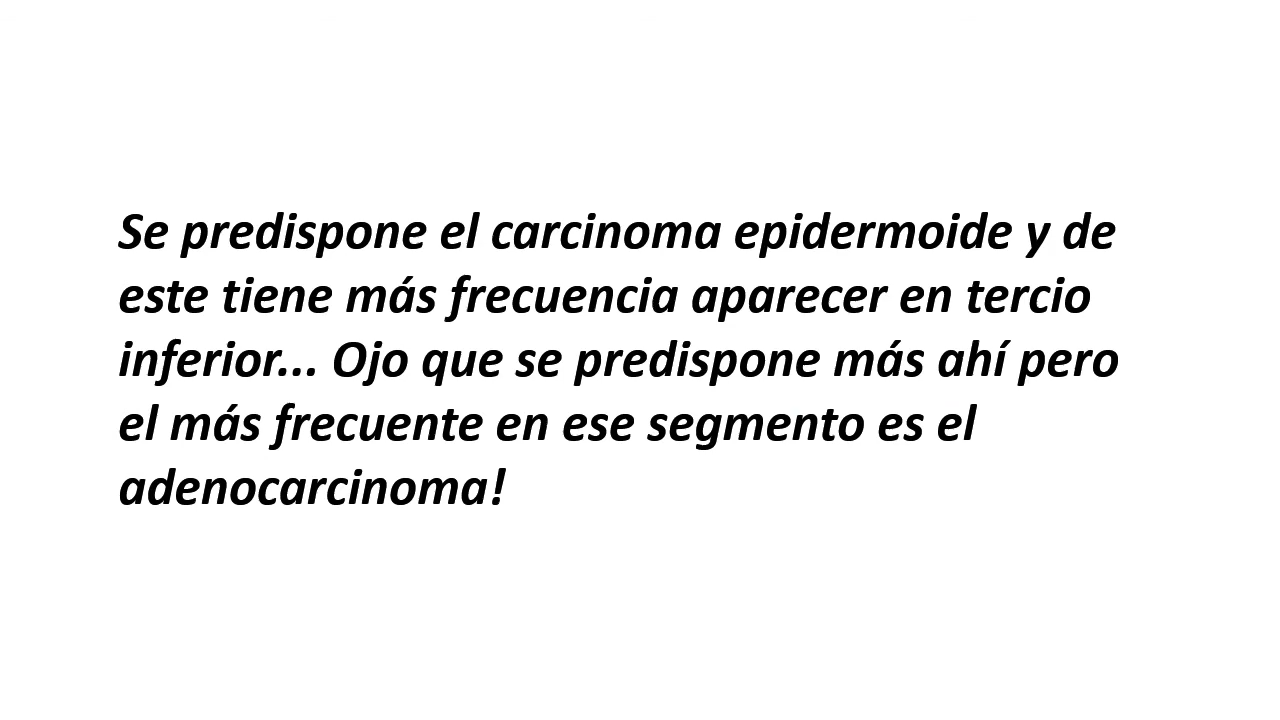 Se predispone el carcinoma epidermoide y de
este tiene más frecuencia aparecer en tercio
inferior... Ojo que se predispone más ahí pero
el más frecuente en ese segmento es el
adenocarcinoma!